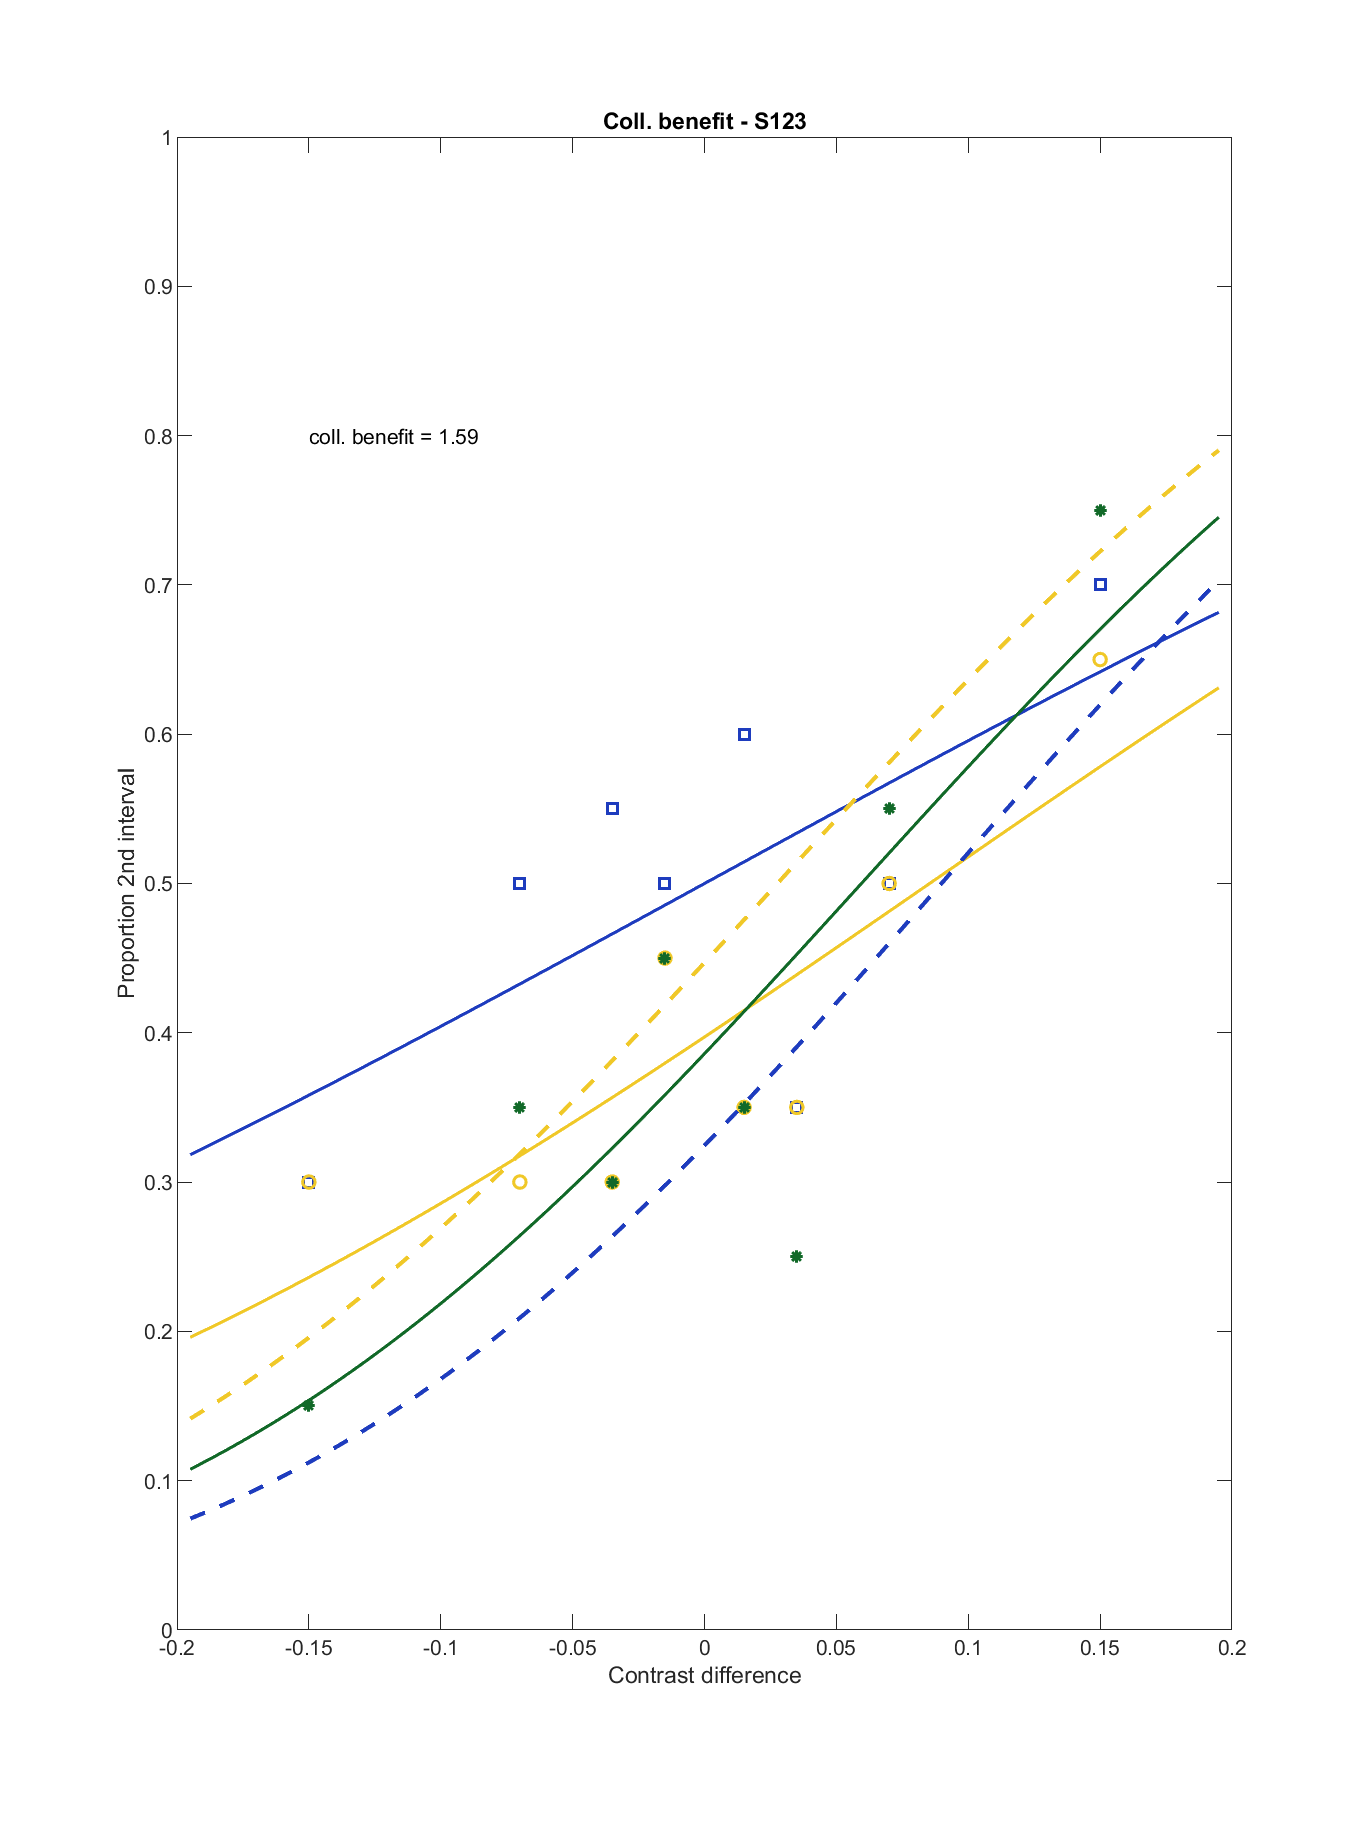 Coll. benefit - S123
1
0.9
0.8
0.7
0.6
0.5
0.4
0.3
0.2
0.1
0
coll. benefit = 1.59
Proportion 2nd interval
-0.2 -0.15 -0.1 -0.05 0 0.05 0.1 0.15 0.2
Contrast difference